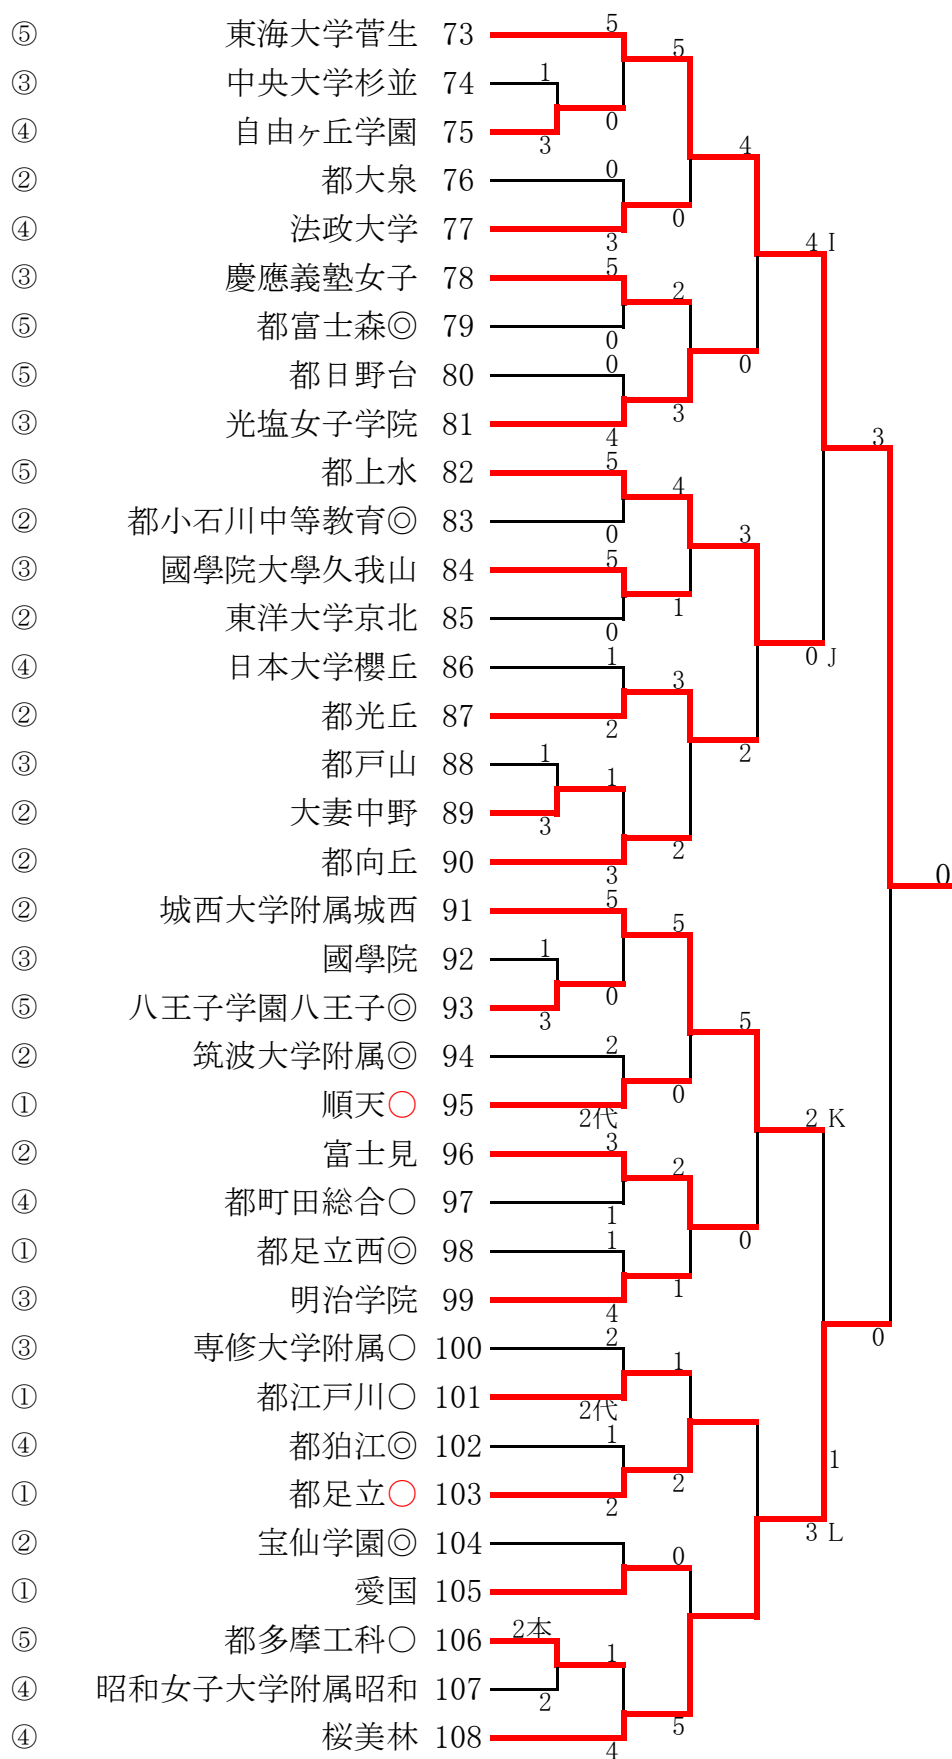 ⑤ 東海大学菅生 73 5 5
③ 中央大学杉並 74 1
④ 自由ヶ丘学園 75 3 0 4
② 都大泉 76 0
④ 法政大学 77 3 0 4 I
③ 慶應義塾女子 78 5 2
⑤ 都富士森◎ 79 0
⑤ 都日野台 80 0 0
③ 光塩女子学院 81 4 3 3
⑤ 都上水 82 5 4
② 都小石川中等教育◎ 83 0 3
③ 國學院大學久我山 84 5
② 東洋大学京北 85 0 1
④ 日本大学櫻丘 86 1 3 0 J
② 都光丘 87 2
③ 都戸山 88 1 1 2
② 大妻中野 89 3
② 都向丘 90 3 2 0
② 城西大学附属城西 91 5 5
③ 國學院 92 1
⑤ 八王子学園八王子◎ 93 3 0 5
② 筑波大学附属◎ 94 2
① 順天○ 95 2代 0 2 K
② 富士見 96 3 2
④ 都町田総合○ 97 1
① 都足立西◎ 98 1 0
③ 明治学院 99 4 1
③ 専修大学附属○ 100 2 1 0
① 都江戸川○ 101 2代
④ 都狛江◎ 102 1 1
① 都足立○ 103 2 2
② 宝仙学園◎ 104 0 3 L
① 愛国 105
⑤ 都多摩工科○ 106 2本 1
④ 昭和女子大学附属昭和 107 2
④ 桜美林 108 4 5